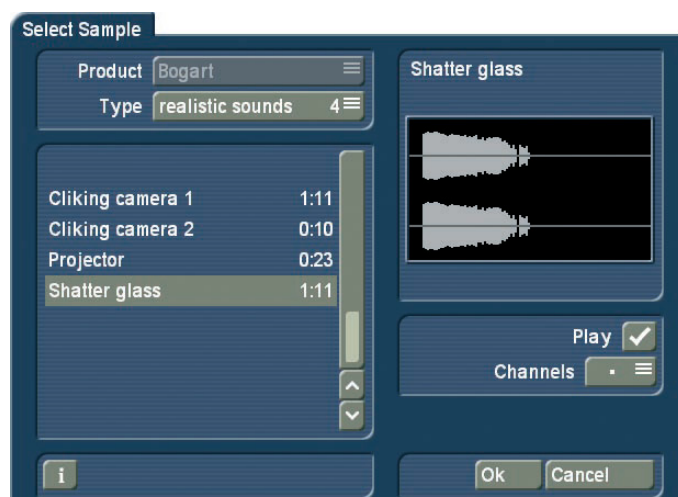 Select Sample
Product Bogart
Type realistic sounds 4
Cliking camera 1 1:11
Cliking camera 2 0:10
Projector 0:23
Shatter glass 1:11
i
Shatter glass
Play
Channels
Ok Cancel